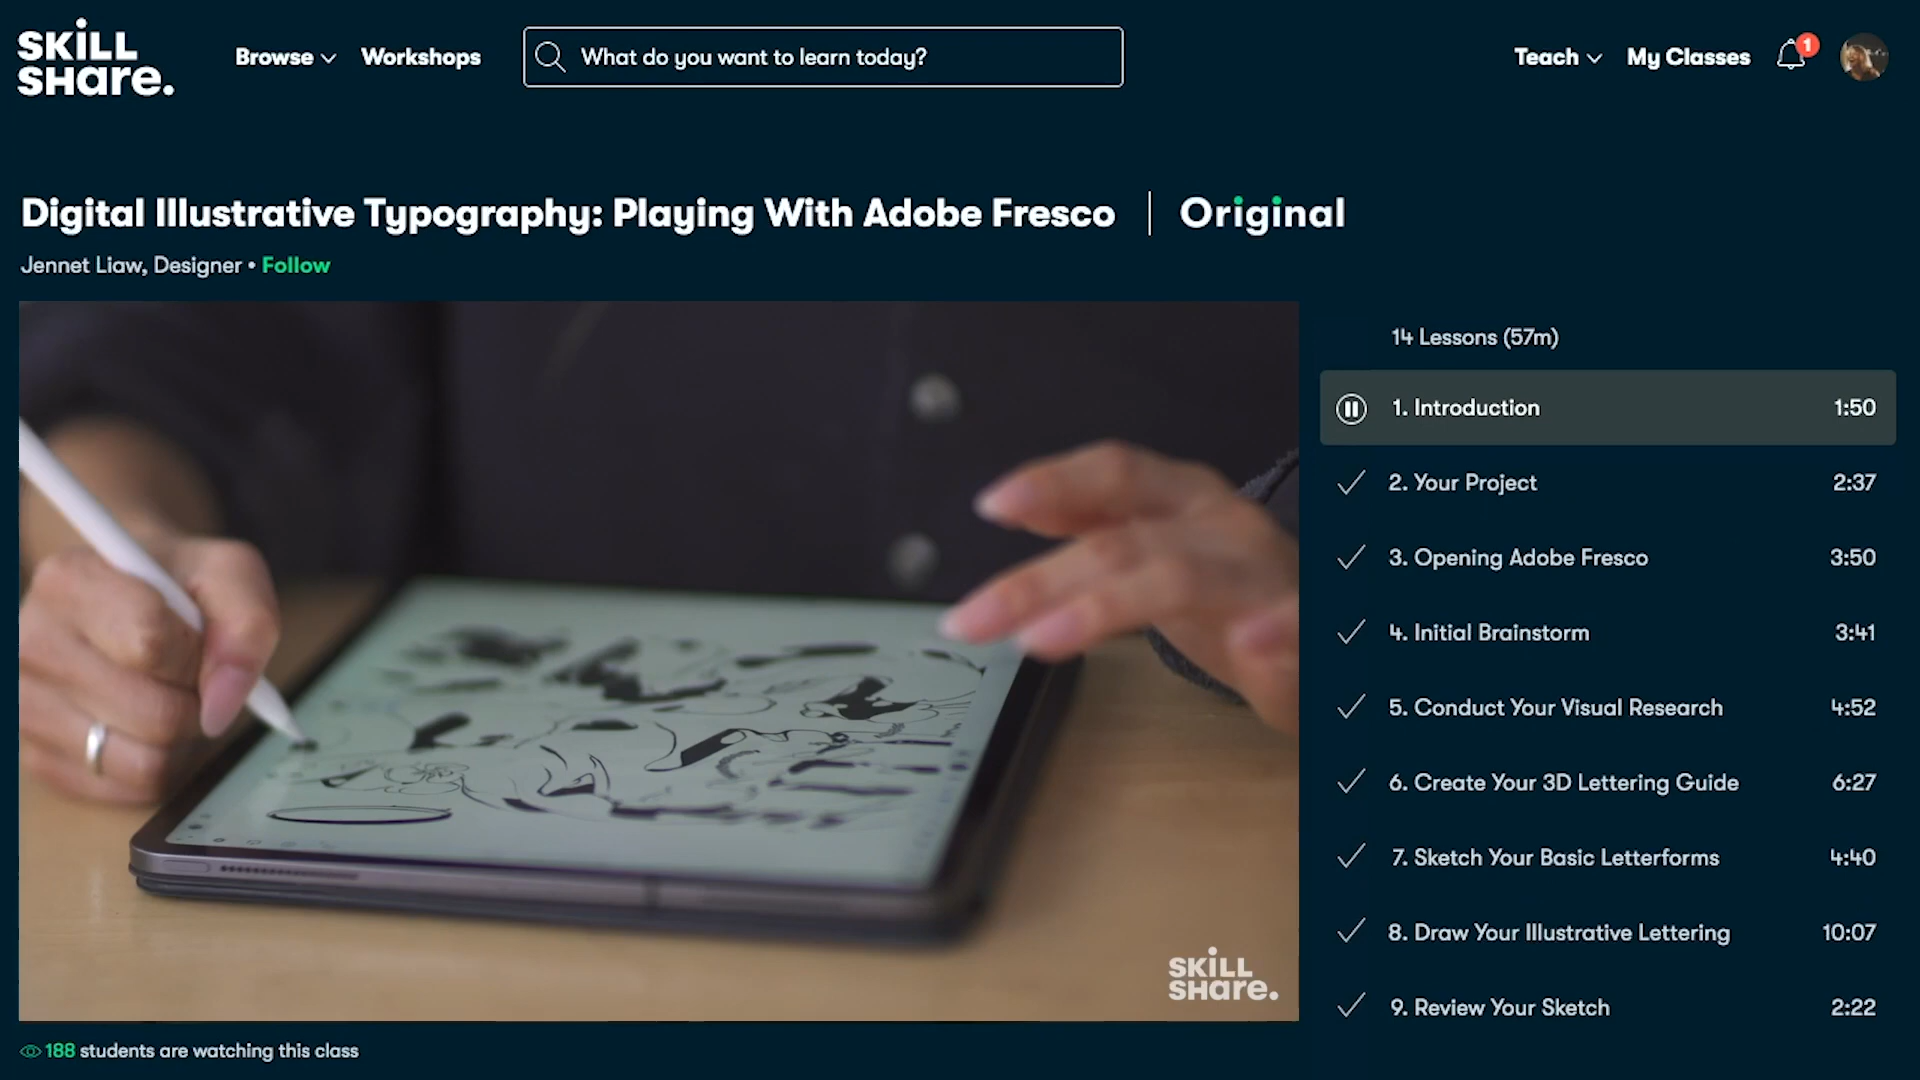 SKILL
SHare.
Browse
Workshops
What do you want to learn today?
Teach
My Classes
1
Digital Illustrative Typography: Playing With Adobe Fresco | Original
Jennet Liaw, Designer • Follow
14 Lessons (57m)
1. Introduction 1:50
2. Your Project 2:37
3. Opening Adobe Fresco 3:50
4. Initial Brainstorm 3:41
5. Conduct Your Visual Research 4:52
6. Create Your 3D Lettering Guide 6:27
7. Sketch Your Basic Letterforms 4:40
8. Draw Your Illustrative Lettering 10:07
9. Review Your Sketch 2:22
SKILL
SHare.
188 students are watching this class